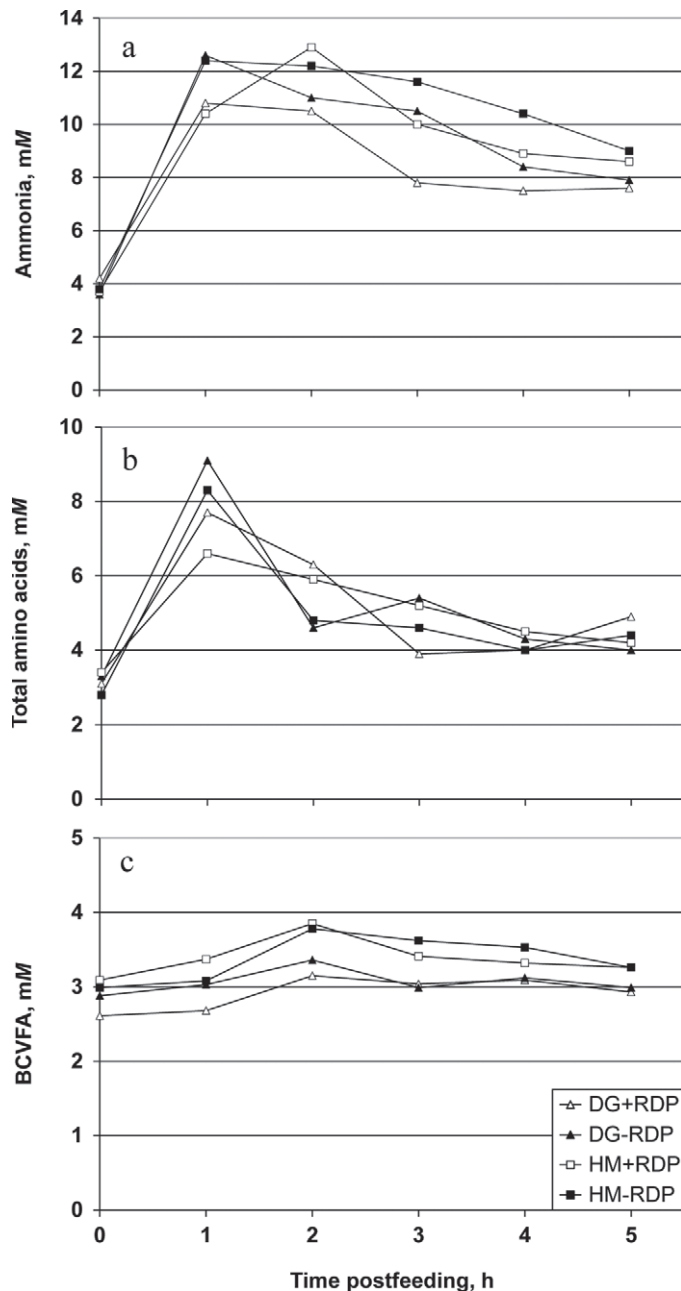 a
Ammonia, mM
14
12
10
8
6
4
2
0
b
Total amino acids, mM
10
8
6
4
2
0
c
BCVFA, mM
5
4
3
2
1
0
DG+RDP
DG-RDP
HM+RDP
HM-RDP
0 1 2 3 4 5
Time postfeeding, h